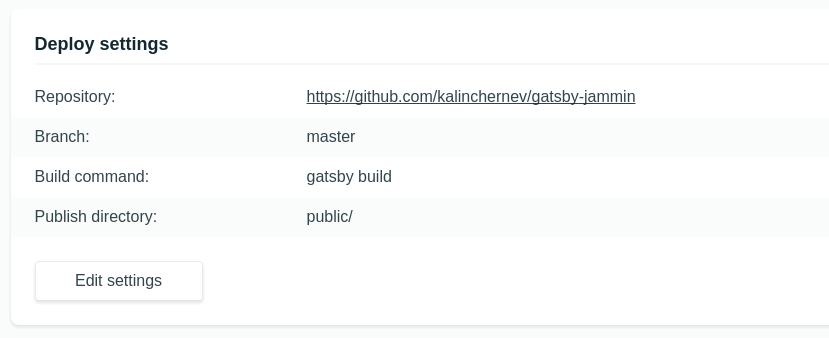 Deploy settings
Repository: https://github.com/kalinchernev/gatsby-jammin
Branch: master
Build command: gatsby build
Publish directory: public/
Edit settings